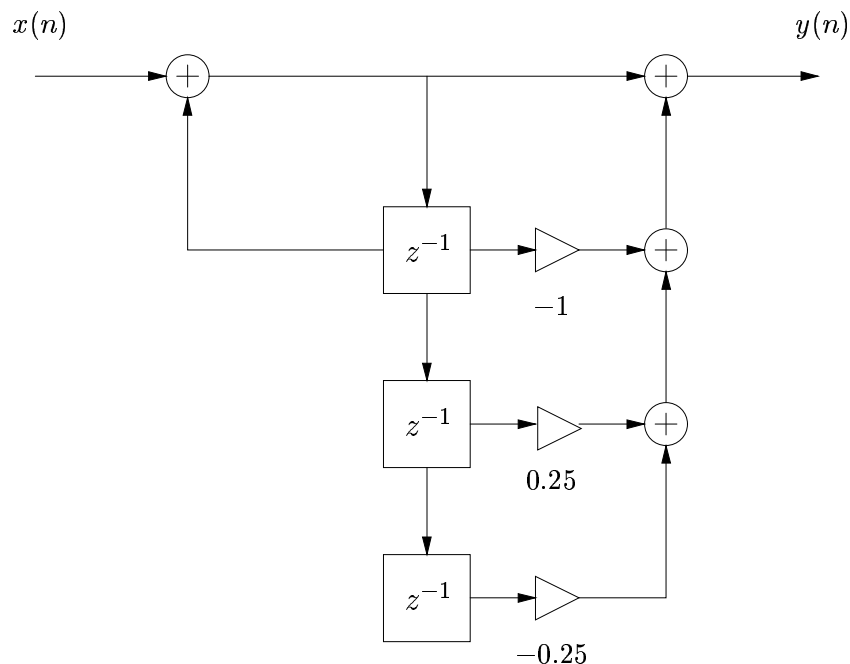 x(n) y(n)
+ +
z⁻¹ +
−1
z⁻¹ +
0.25
z⁻¹
−0.25